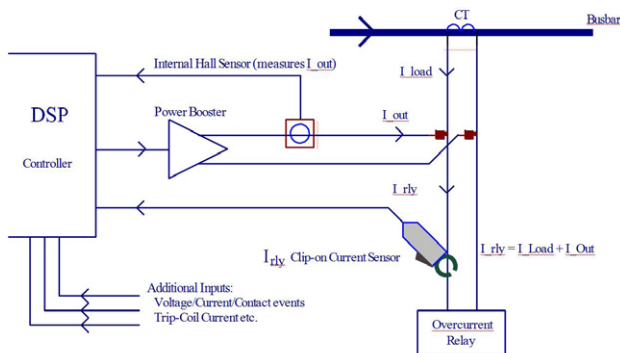 CT
Busbar
Internal Hall Sensor (measures I_out)
I_load
DSP
Controller
Power Booster
I_out
I_rly
Irly Clip-on Current Sensor
I_rly = I_Load + I_Out
Additional Inputs:
Voltage/Current/Contact events
Trip-Coil Current etc.
Overcurrent
Relay